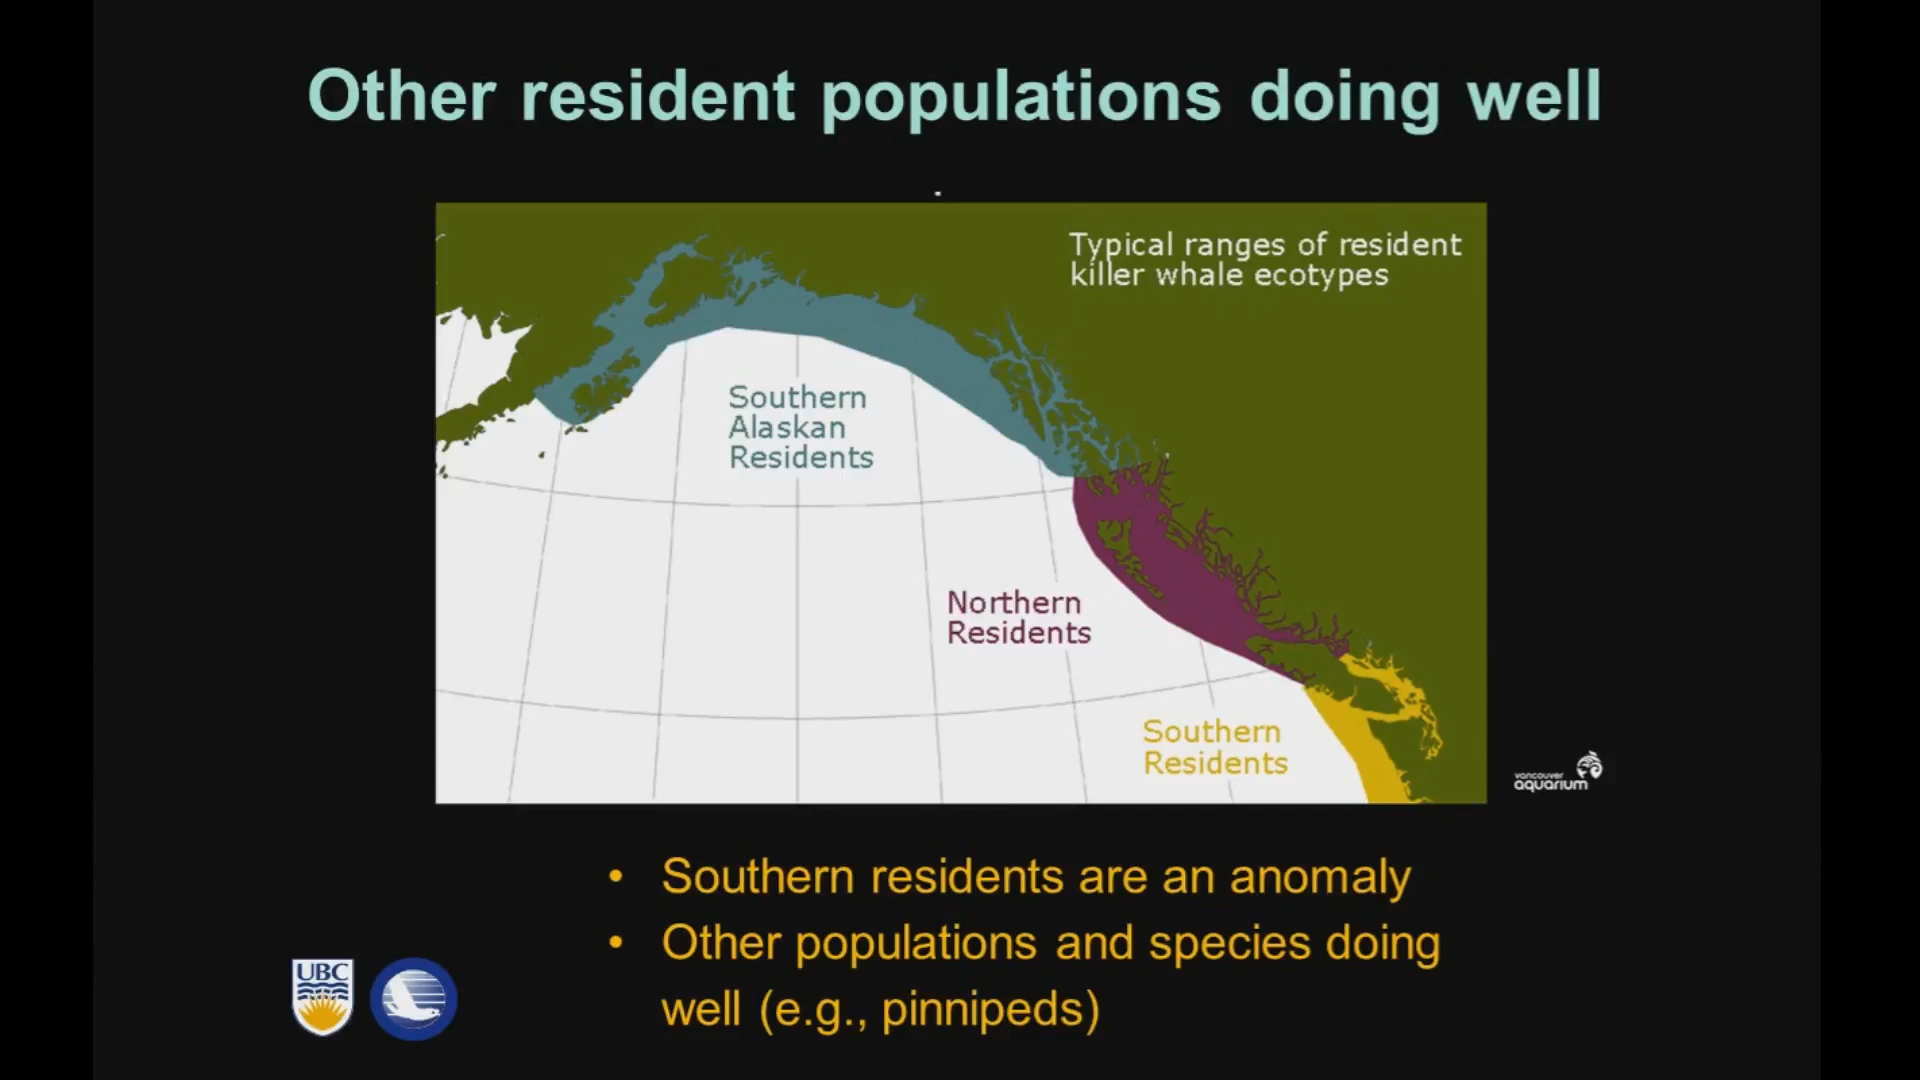 Other resident populations doing well
Typical ranges of resident
killer whale ecotypes
Southern
Alaskan
Residents
Northern
Residents
Southern
Residents
vancouver
aquarium
• Southern residents are an anomaly
• Other populations and species doing
well (e.g., pinnipeds)
UBC